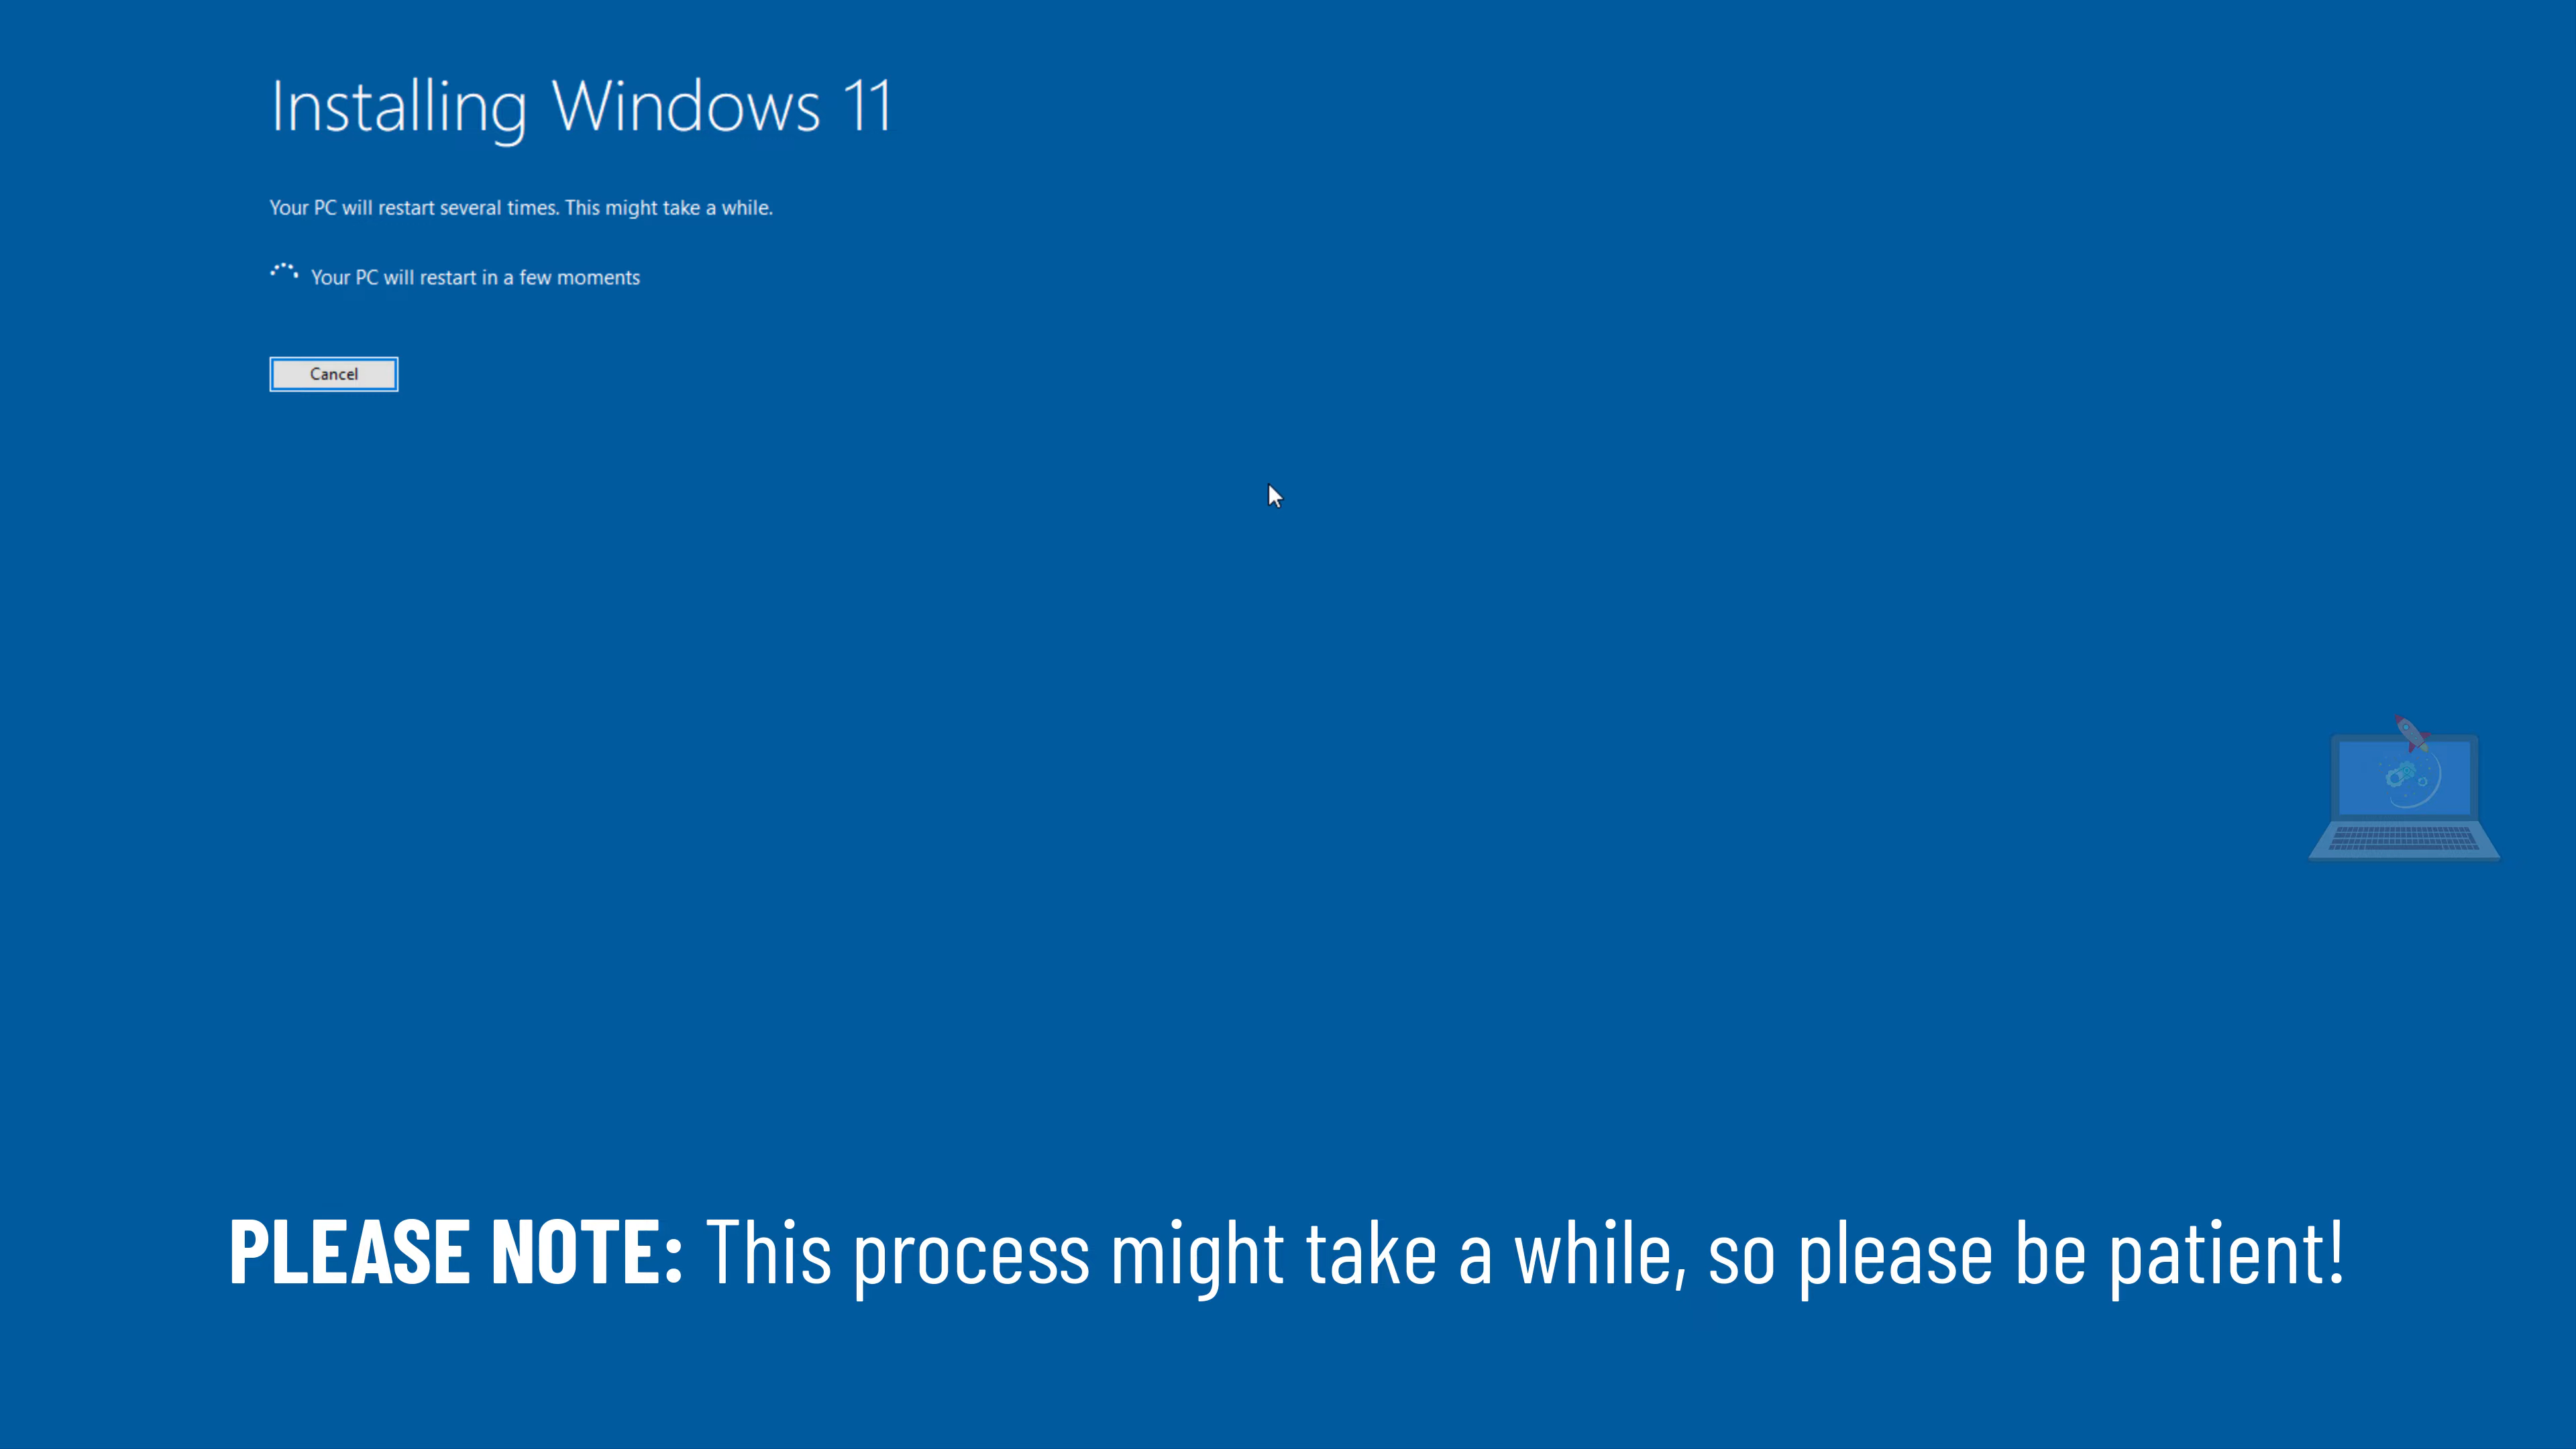 Installing Windows 11
Your PC will restart several times. This might take a while.
Your PC will restart in a few moments
Cancel
PLEASE NOTE: This process might take a while, so please be patient!